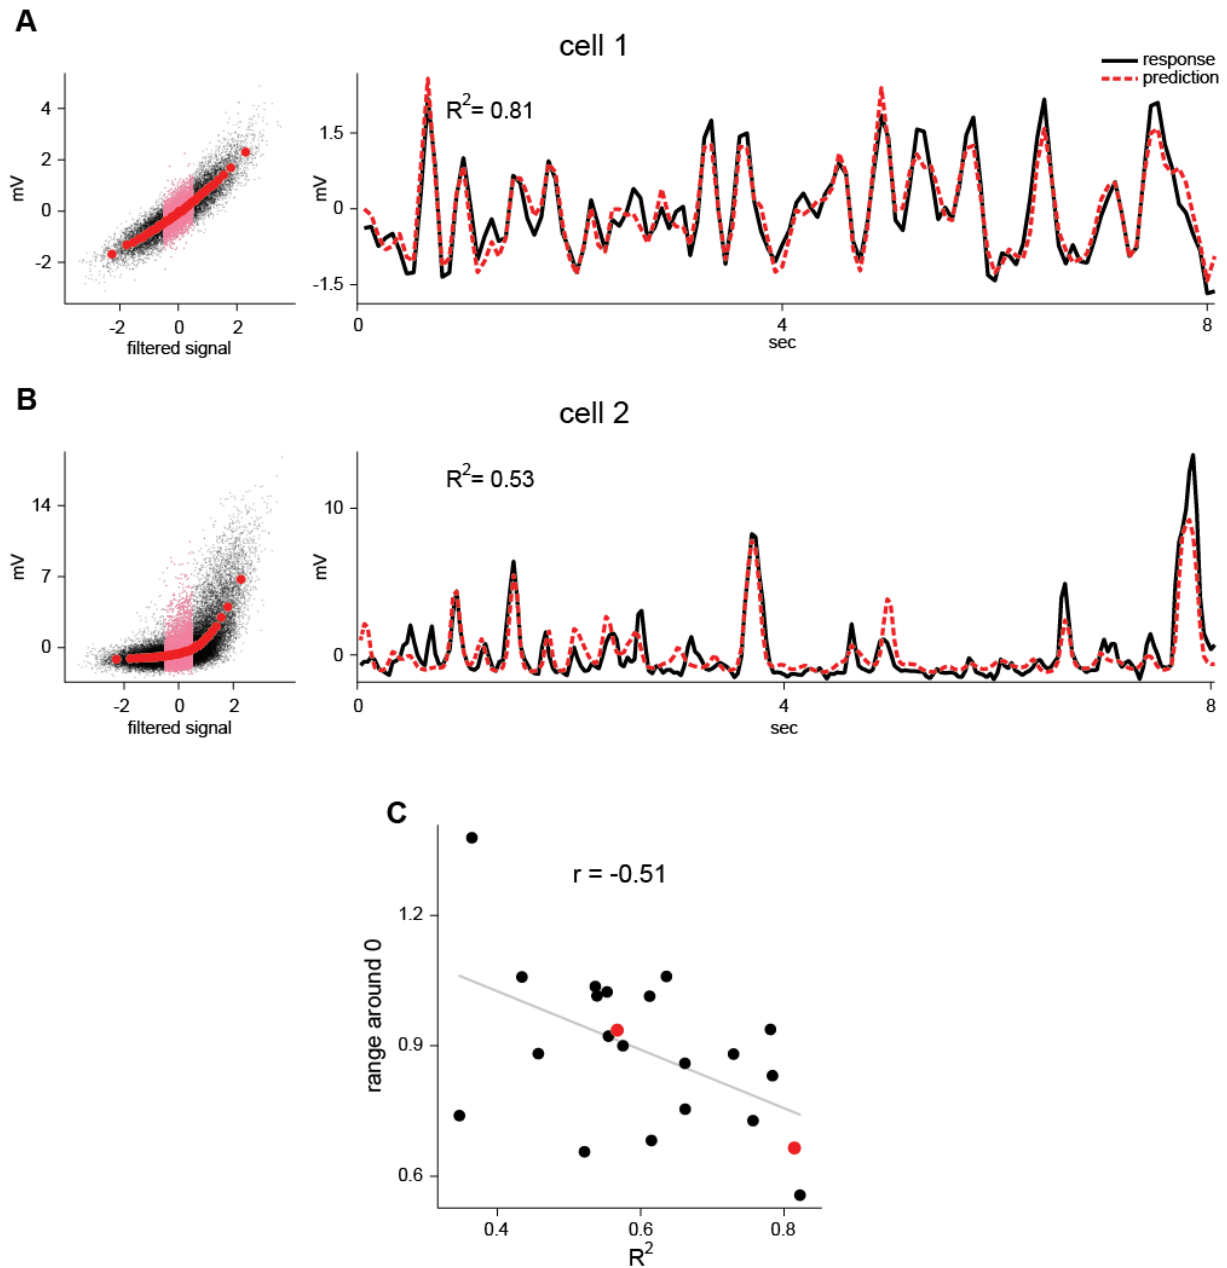 A
cell 1
response
prediction
R2= 0.81
mV
4
2
0
-2
-2 0 2
filtered signal
mV
1.5
0
-1.5
0 4 8
sec
B
cell 2
R2= 0.53
mV
14
7
0
-2 0 2
filtered signal
mV
10
0
0 4 8
sec
C
r = -0.51
range around 0
1.2
0.9
0.6
0.4 0.6 0.8
R2